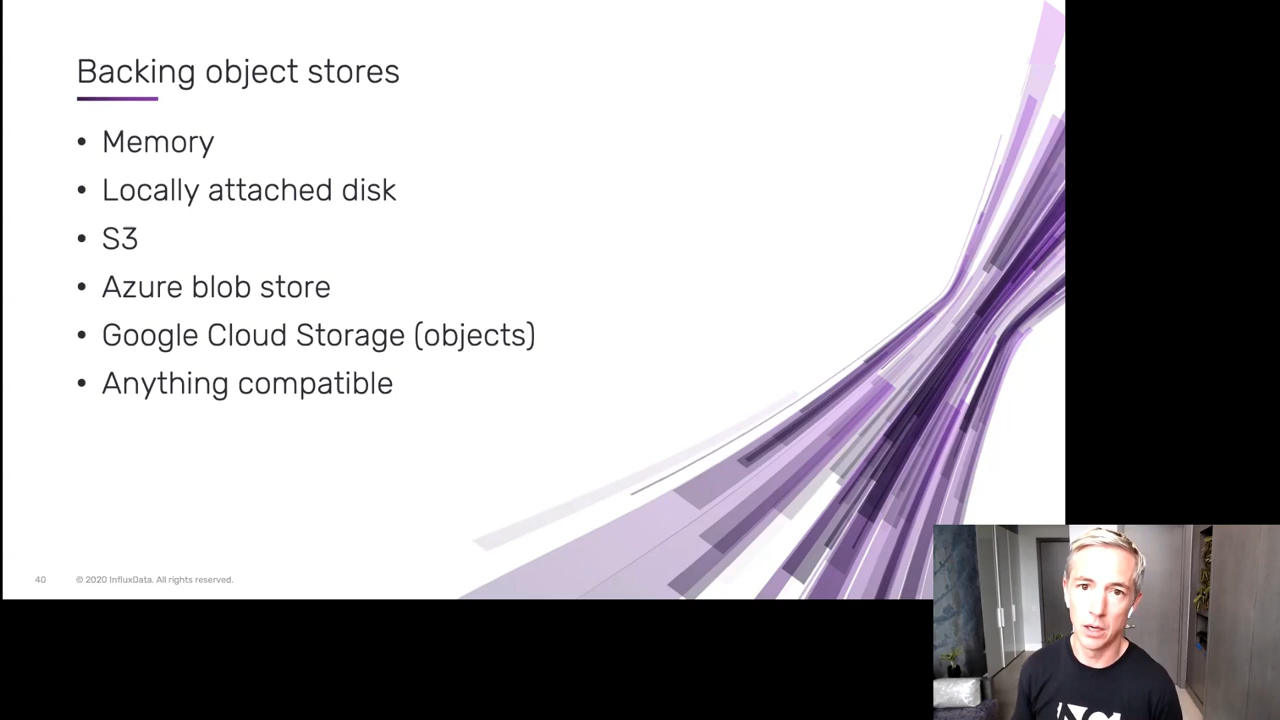 Backing object stores
• Memory
• Locally attached disk
• S3
• Azure blob store
• Google Cloud Storage (objects)
• Anything compatible
40 © 2020 InfluxData. All rights reserved.